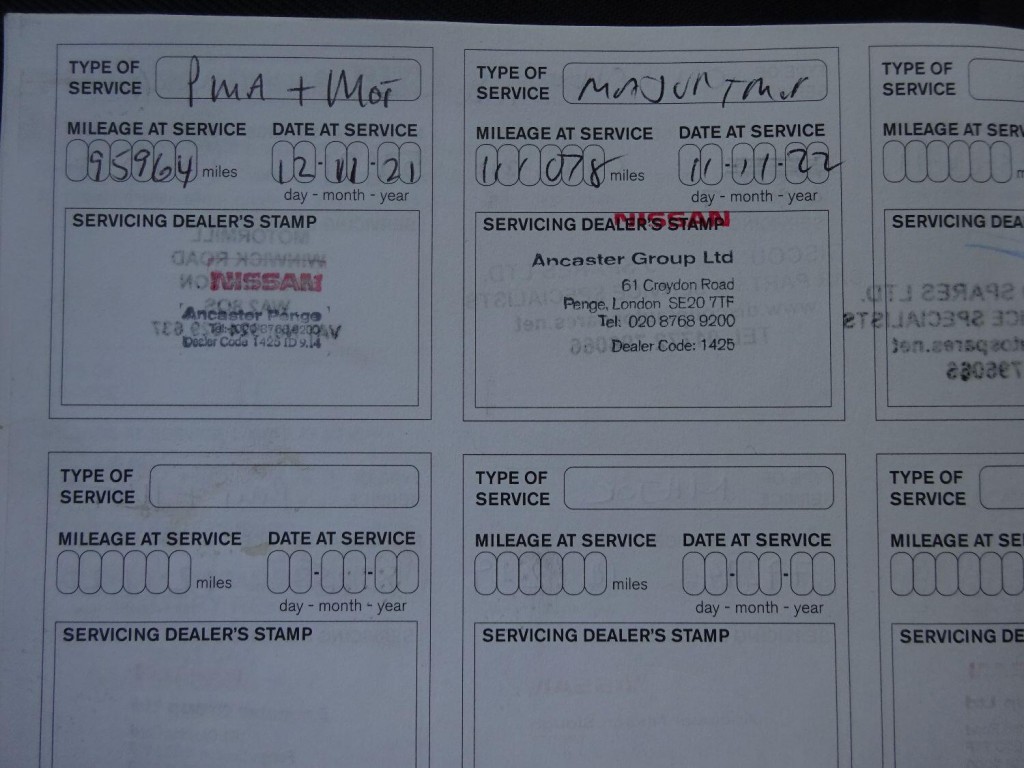 TYPE OF SERVICE PMA + MOT
MILEAGE AT SERVICE DATE AT SERVICE
95964 miles 12-11-21
day - month - year
SERVICING DEALER'S STAMP
NISSAN
Ancaster Penge
Dealer Code 1425
TYPE OF SERVICE
MILEAGE AT SERVICE DATE AT SERVICE
111078 miles 11-11-22
day - month - year
SERVICING DEALER'S STAMP
NISSAN
Ancaster Group Ltd
61 Croydon Road
Penge, London SE20 7TF
Tel: 020 8768 9200
Dealer Code: 1425
TYPE OF SERVICE
MILEAGE AT SERV
SERVICING DEA
TYPE OF SERVICE
MILEAGE AT SERVICE DATE AT SERVICE
miles
day - month - year
SERVICING DEALER'S STAMP
TYPE OF SERVICE
MILEAGE AT SERVICE DATE AT SERVICE
miles
day - month - year
SERVICING DEALER'S STAMP
TYPE OF SERVICE
MILEAGE AT SE
SERVICING DE